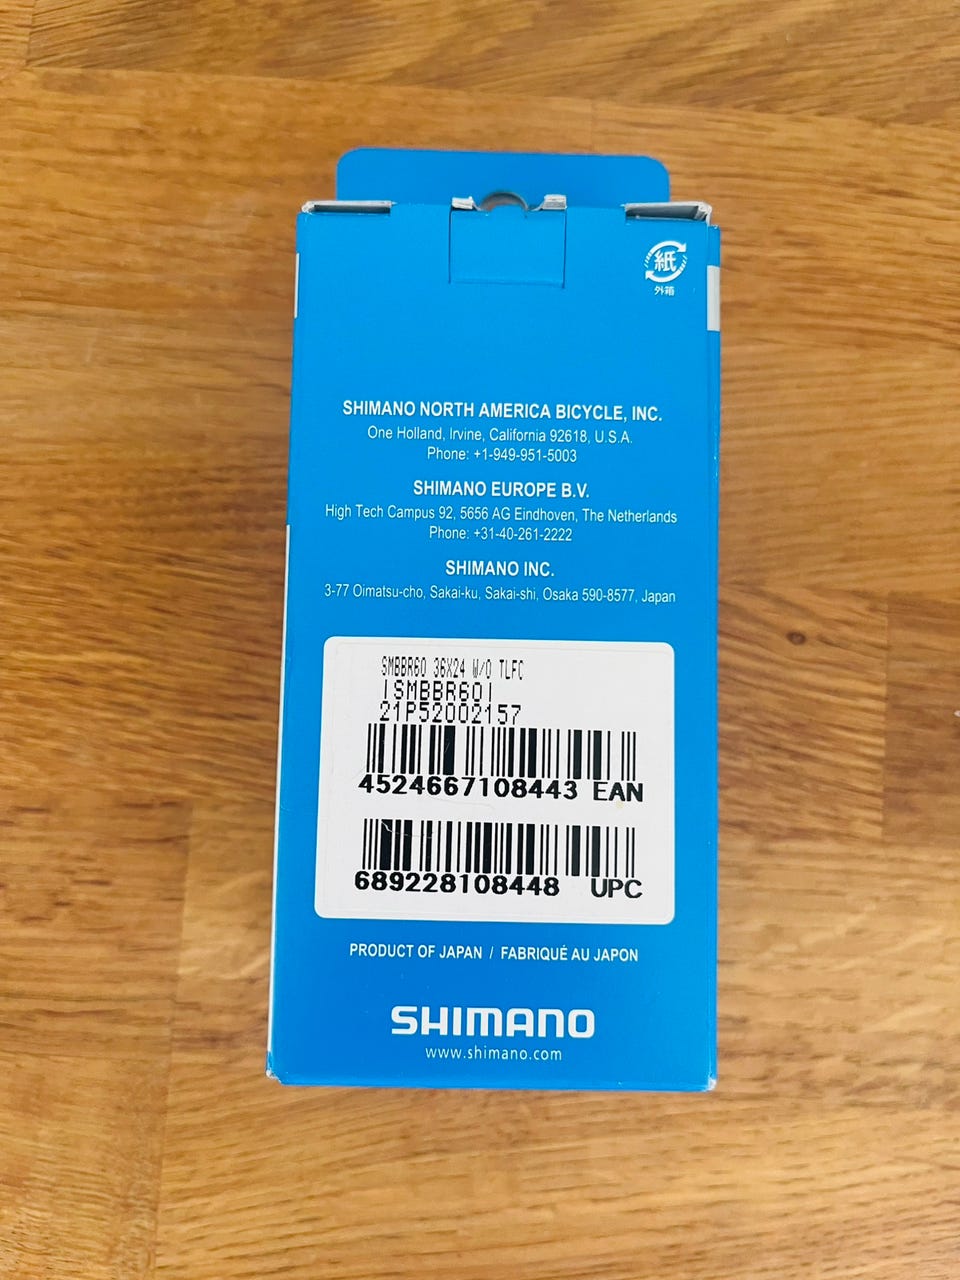 紙
外箱
SHIMANO NORTH AMERICA BICYCLE, INC.
One Holland, Irvine, California 92618, U.S.A.
Phone: +1-949-951-5003
SHIMANO EUROPE B.V.
High Tech Campus 92, 5656 AG Eindhoven, The Netherlands
Phone: +31-40-261-2222
SHIMANO INC.
3-77 Oimatsu-cho, Sakai-ku, Sakai-shi, Osaka 590-8577, Japan
SMBBR60 36X24 W/O TLFC
ISMBBR60I
21P52002157
4524667108443 EAN
689228108448 UPC
PRODUCT OF JAPAN / FABRIQUÉ AU JAPON
SHIMANO
www.shimano.com